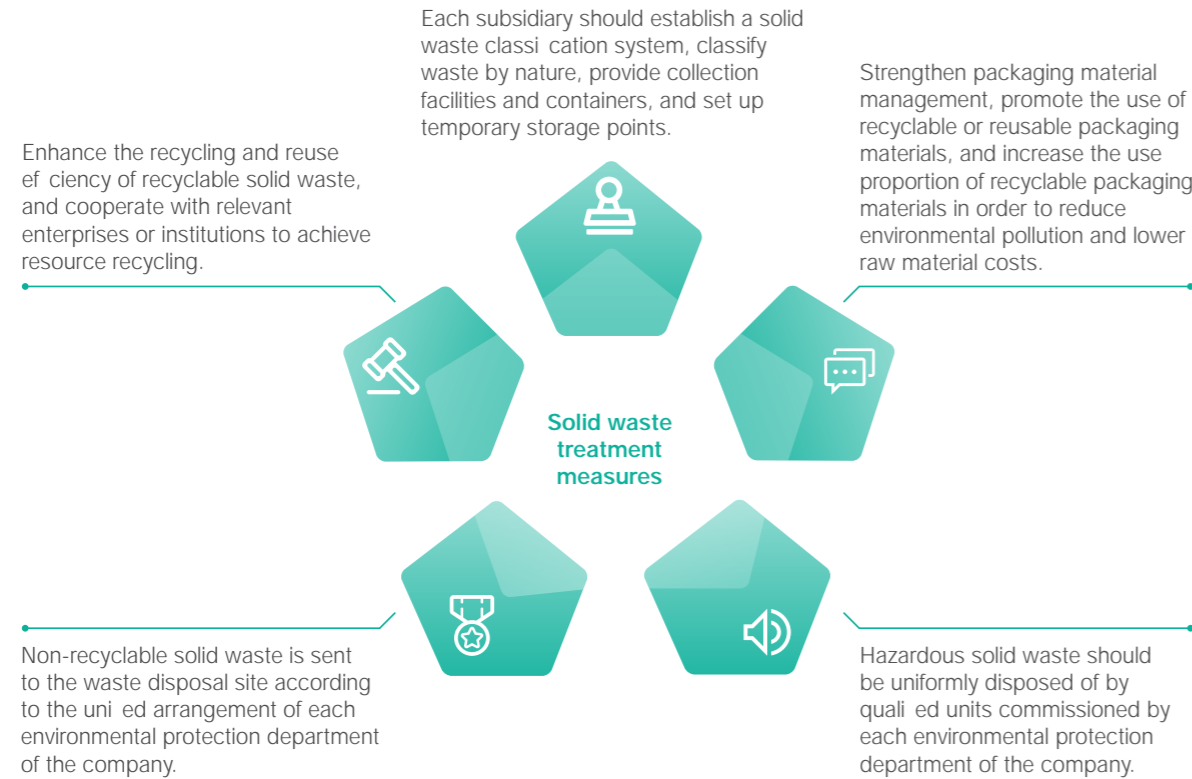 Each subsidiary should establish a solid
waste classi cation system, classify
waste by nature, provide collection
facilities and containers, and set up
temporary storage points.
Strengthen packaging material
management, promote the use of
recyclable or reusable packaging
materials, and increase the use
proportion of recyclable packaging
materials in order to reduce
environmental pollution and lower
raw material costs.
Enhance the recycling and reuse
ef ciency of recyclable solid waste,
and cooperate with relevant
enterprises or institutions to achieve
resource recycling.
Solid waste
treatment
measures
Non-recyclable solid waste is sent
to the waste disposal site according
to the uni ed arrangement of each
environmental protection department
of the company.
Hazardous solid waste should
be uniformly disposed of by
quali ed units commissioned by
each environmental protection
department of the company.